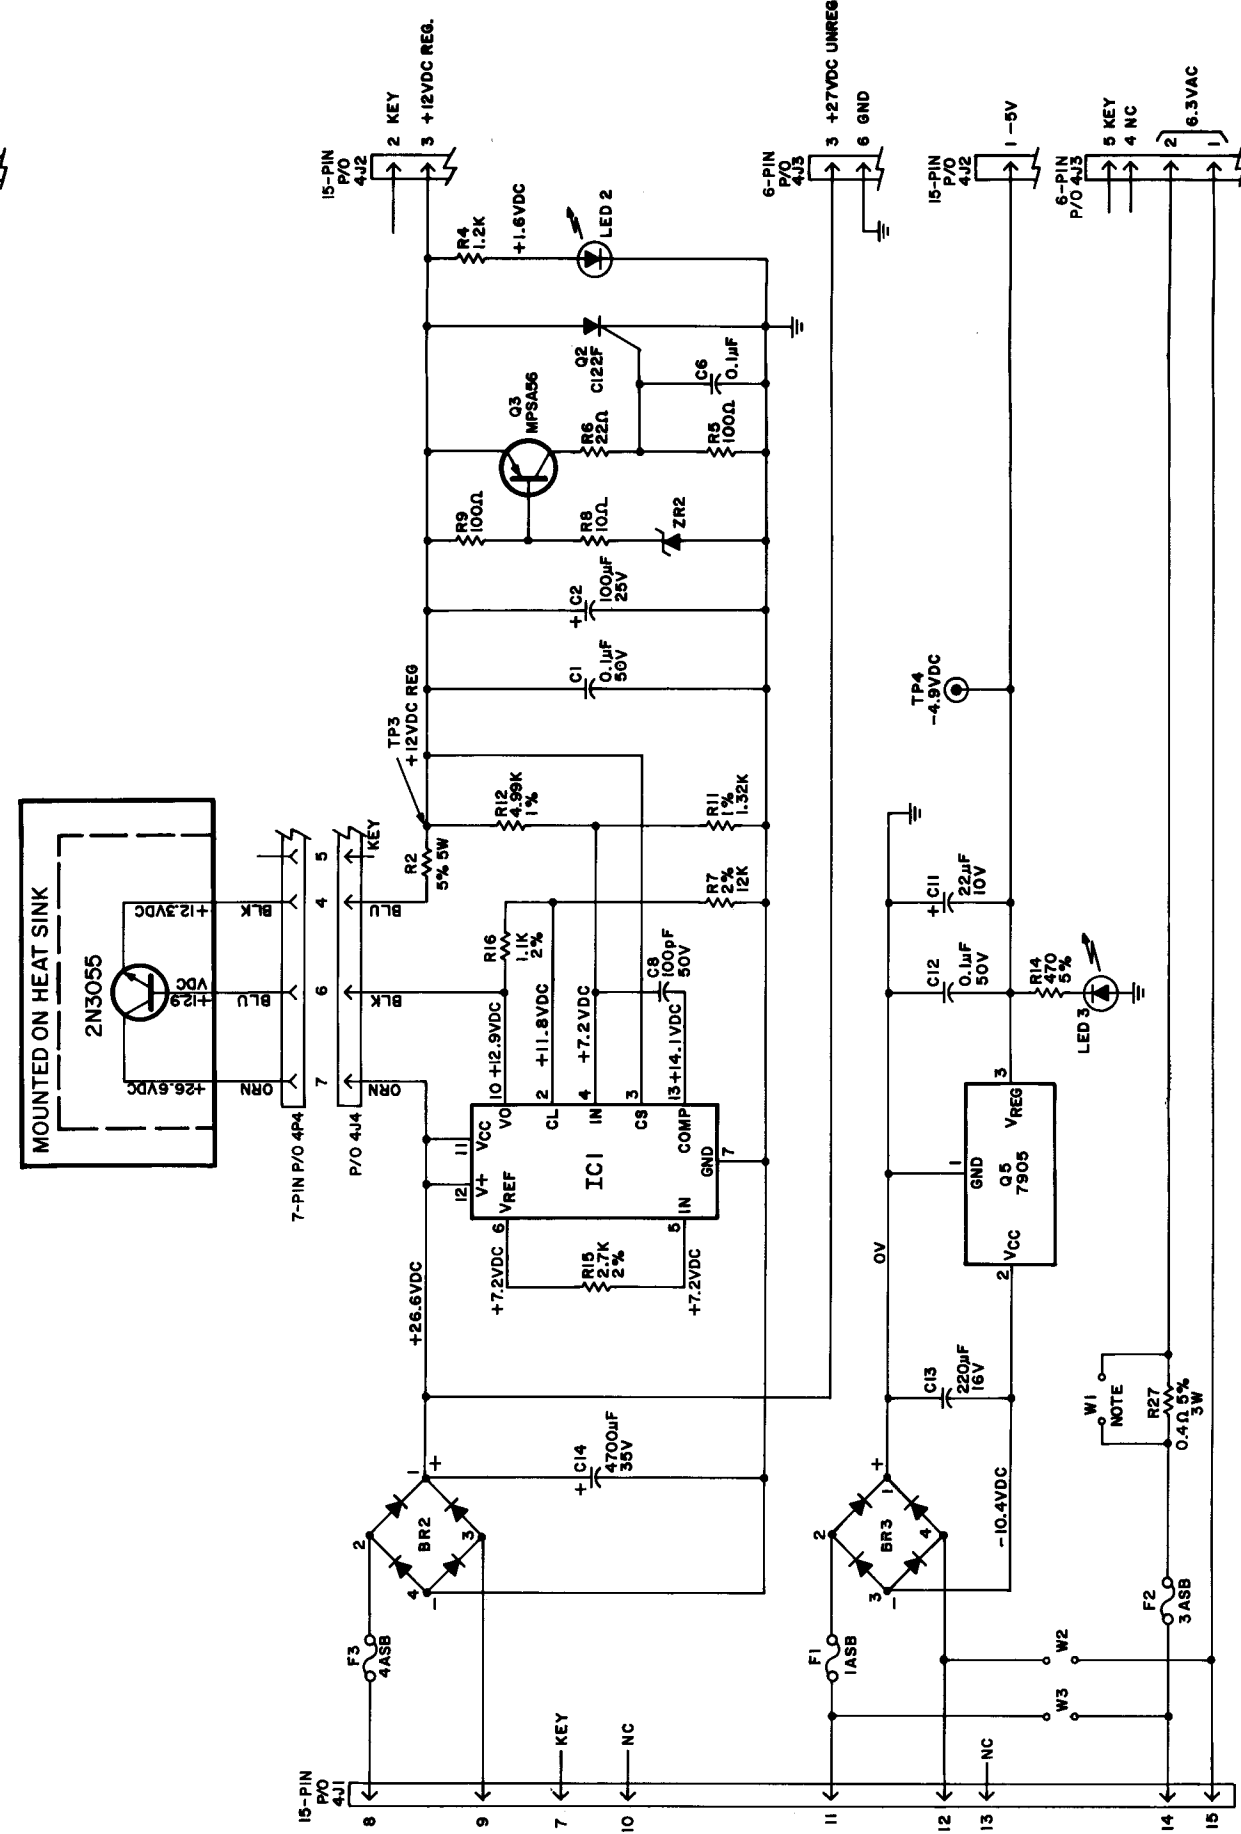 MOUNTED ON HEAT SINK
2N3055
+26.6VDC
+12.9
VDC
+12.3VDC
ORN
BLU
BLK
7-PIN P/O 4P4
7
6
4
5
P/O 4J4
ORN
BLK
BLU
KEY
15-PIN
P/O
4J1
8
9
7
KEY
10
NC
11
12
13
NC
14
15
F3
4ASB
BR2
1
2
3
4
+
–
+
C14
4700µF
35V
+26.6VDC
12
11
V+
VCC
VREF
6
+7.2VDC
R15
2.7K
2%
+7.2VDC
5
IN
IC1
VO
CL
IN
CS
COMP
GND
7
10
+12.9VDC
2
+11.8VDC
4
+7.2VDC
3
13
+14.1VDC
C8
100pF
50V
R16
1.1K
2%
R7
2%
12K
R2
5% 5W
TP3
+12VDC REG
R12
4.99K
1%
R11
1%
1.32K
C1
0.1µF
50V
+
C2
100µF
25V
R9
100Ω
R8
10Ω
ZR2
Q3
MPSA56
R6
22Ω
R5
100Ω
C6
0.1µF
Q2
C122F
R4
1.2K
+1.6VDC
LED 2
15-PIN
P/O
4J2
2 KEY
3 +12VDC REG.
6-PIN
P/O
4J3
3 +27VDC UNREG
6 GND
F1
1ASB
BR3
1
2
3
4
+
–
-10.4VDC
C13
220µF
16V
0V
1
GND
Q5
7905
VCC
2
VREG
3
C12
0.1µF
50V
+
C11
22µF
10V
R14
470
5%
LED 3
TP4
-4.9VDC
15-PIN
P/O
4J2
1 -5V
W3
W2
F2
3ASB
W1
NOTE
R27
0.4Ω 5%
3W
6-PIN
P/O 4J3
5 KEY
4 NC
2
1
6.3VAC